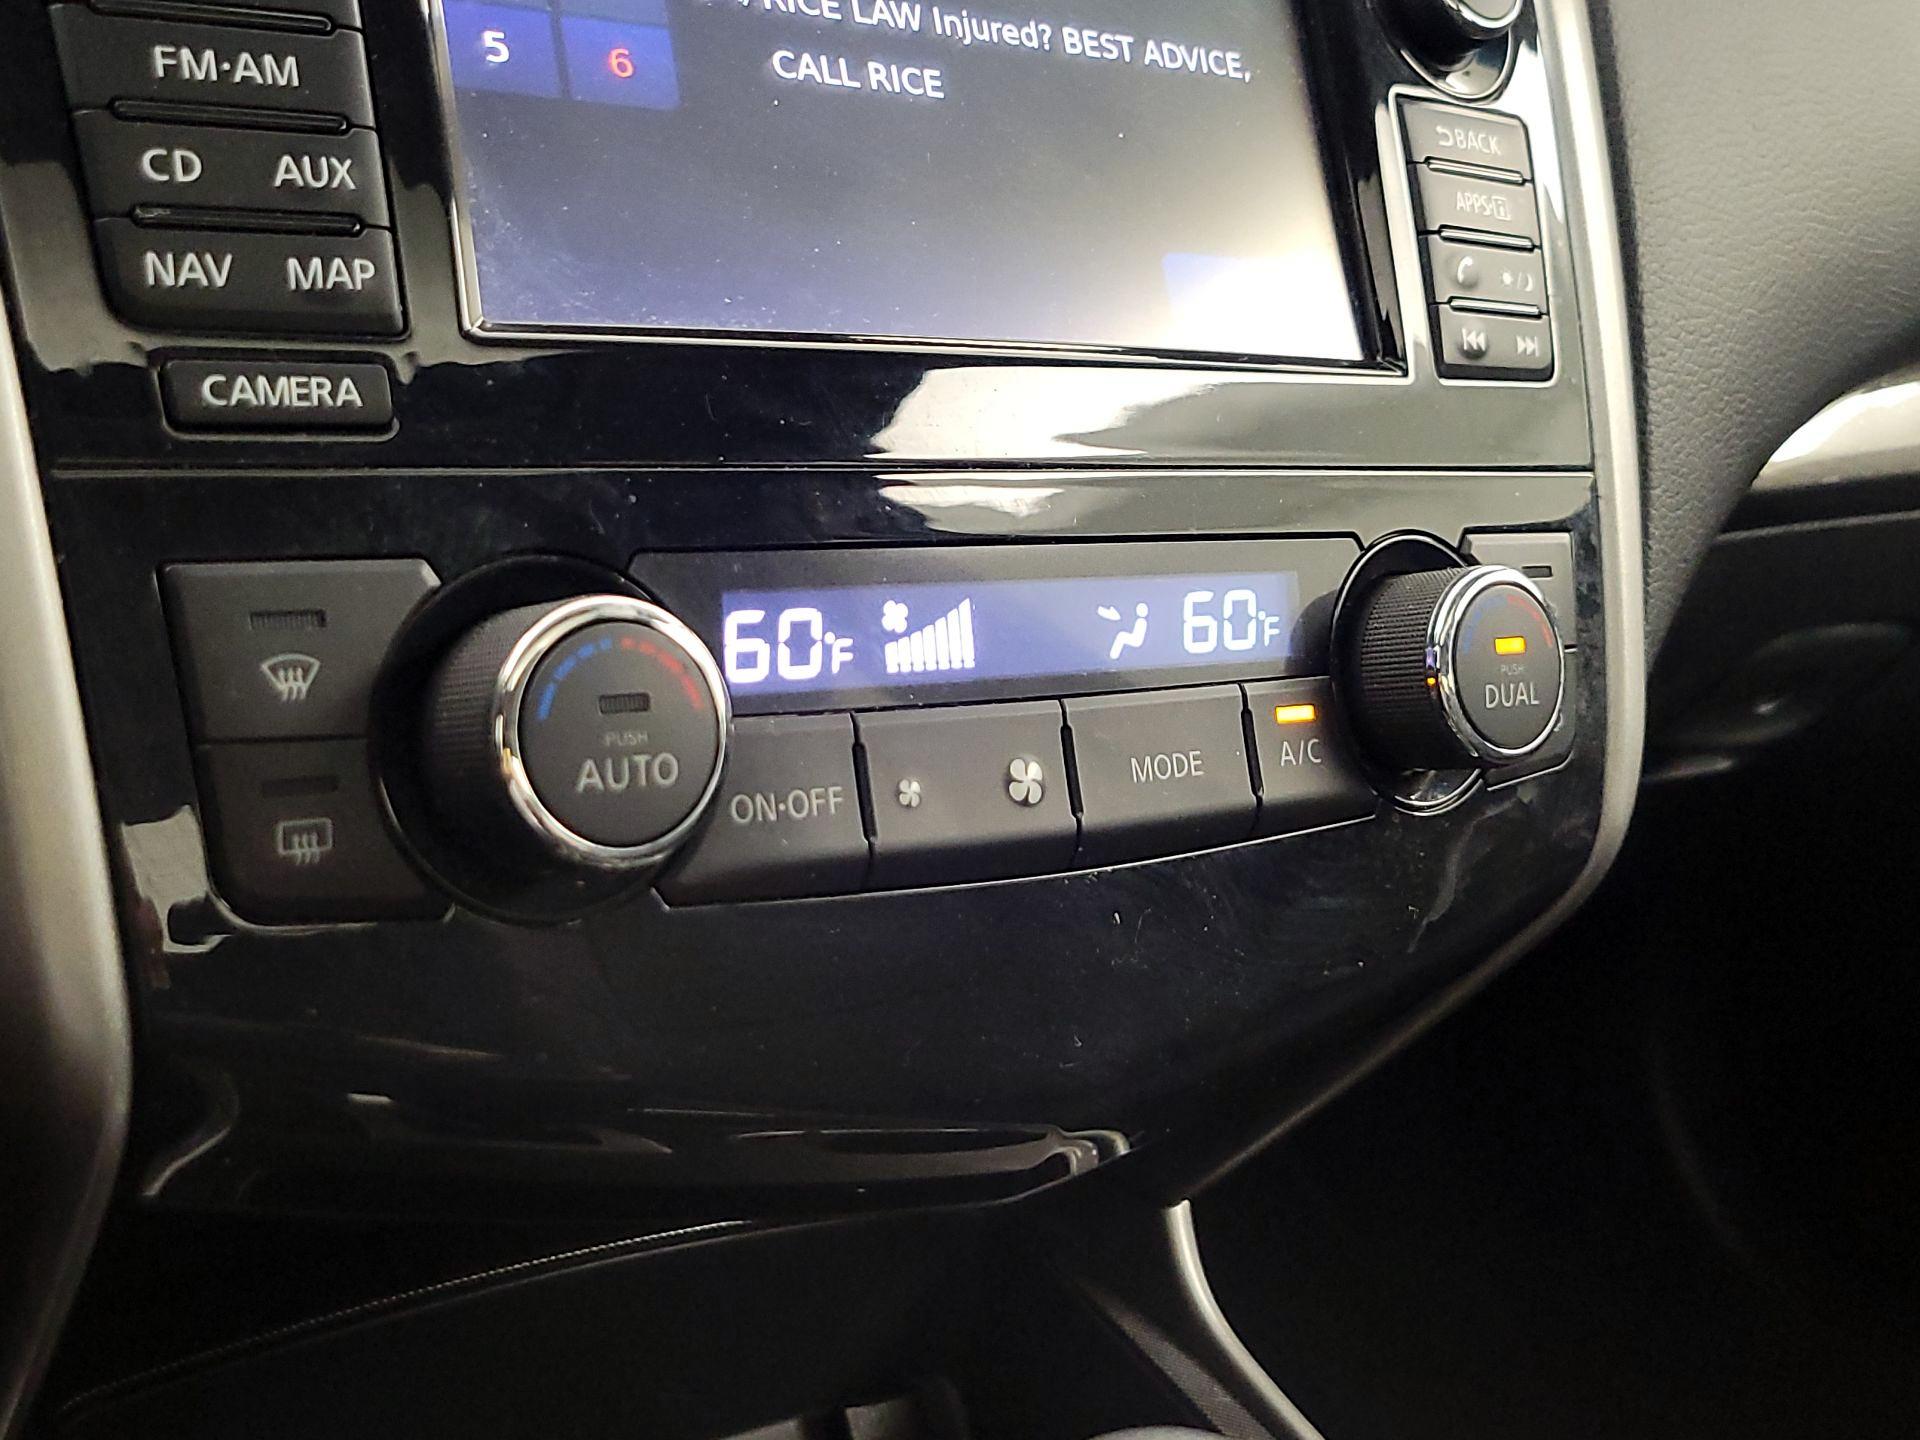 RICE LAW Injured? BEST ADVICE,
CALL RICE
5
6
FM·AM
CD AUX
NAV MAP
CAMERA
BACK
APPS·i
60°F
60°F
PUSH
AUTO
ON·OFF
MODE
A/C
PUSH
DUAL